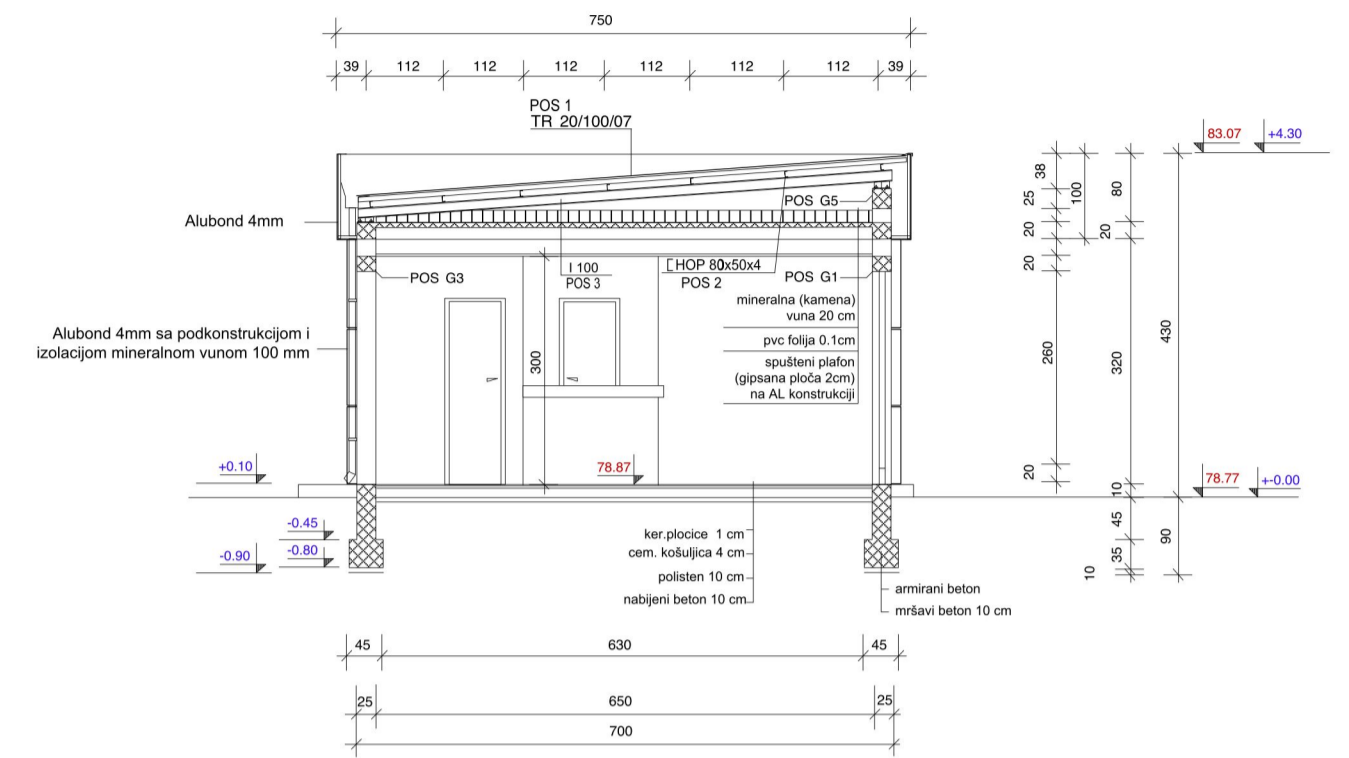 750
39 112 112 112 112 112 112 39
POS 1
TR 20/100/07
83.07 +4.30
38
100
80
25
POS G5
Alubond 4mm
20
20
20
POS G3
I 100
POS 3
[ HOP 80x50x4
POS 2
POS G1
mineralna (kamena)
vuna 20 cm
pvc folija 0.1cm
spušteni plafon
(gipsana ploča 2cm)
na AL konstrukciji
Alubond 4mm sa podkonstrukcijom i
izolacijom mineralnom vunom 100 mm
300
260
320
430
+0.10
78.87
20
10
78.77 +-0.00
-0.45
-0.90 -0.80
45
90
35
10
ker.plocice 1 cm
cem. košuljica 4 cm
polisten 10 cm
nabijeni beton 10 cm
armirani beton
mršavi beton 10 cm
45 630 45
25 650 25
700